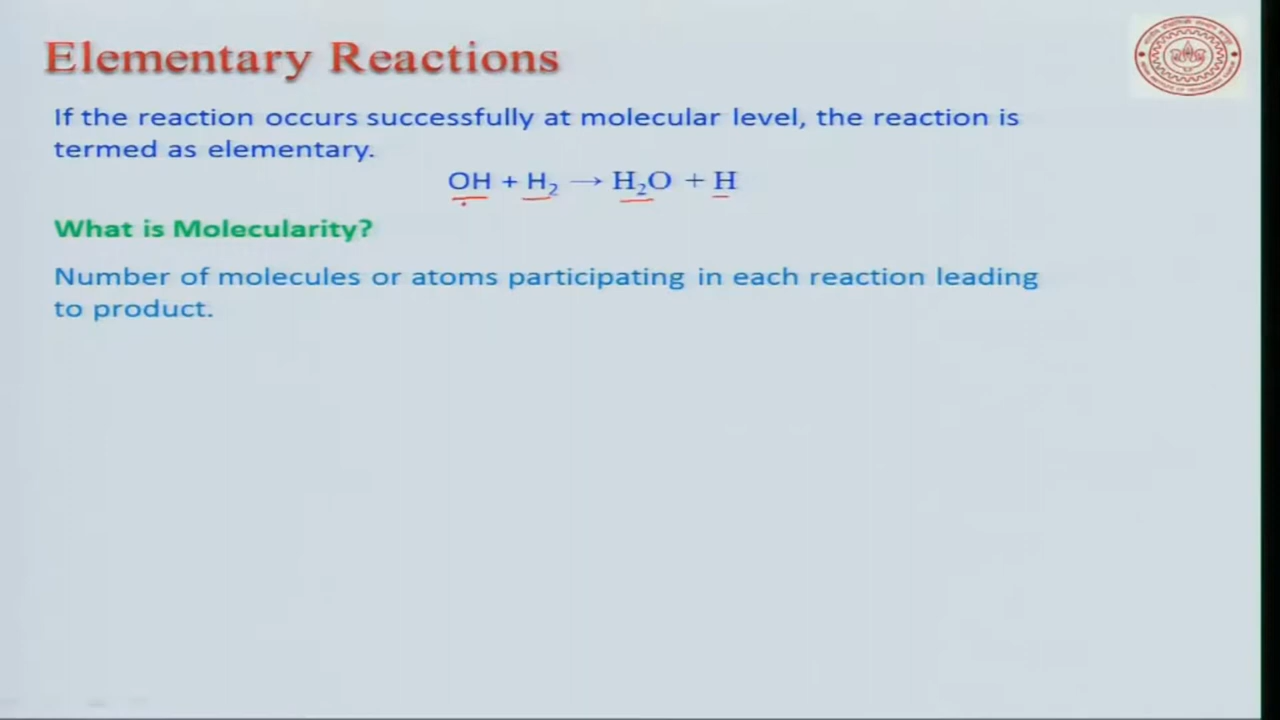 Elementary Reactions
If the reaction occurs successfully at molecular level, the reaction is
termed as elementary.
OH + H₂ → H₂O + H
What is Molecularity?
Number of molecules or atoms participating in each reaction leading
to product.